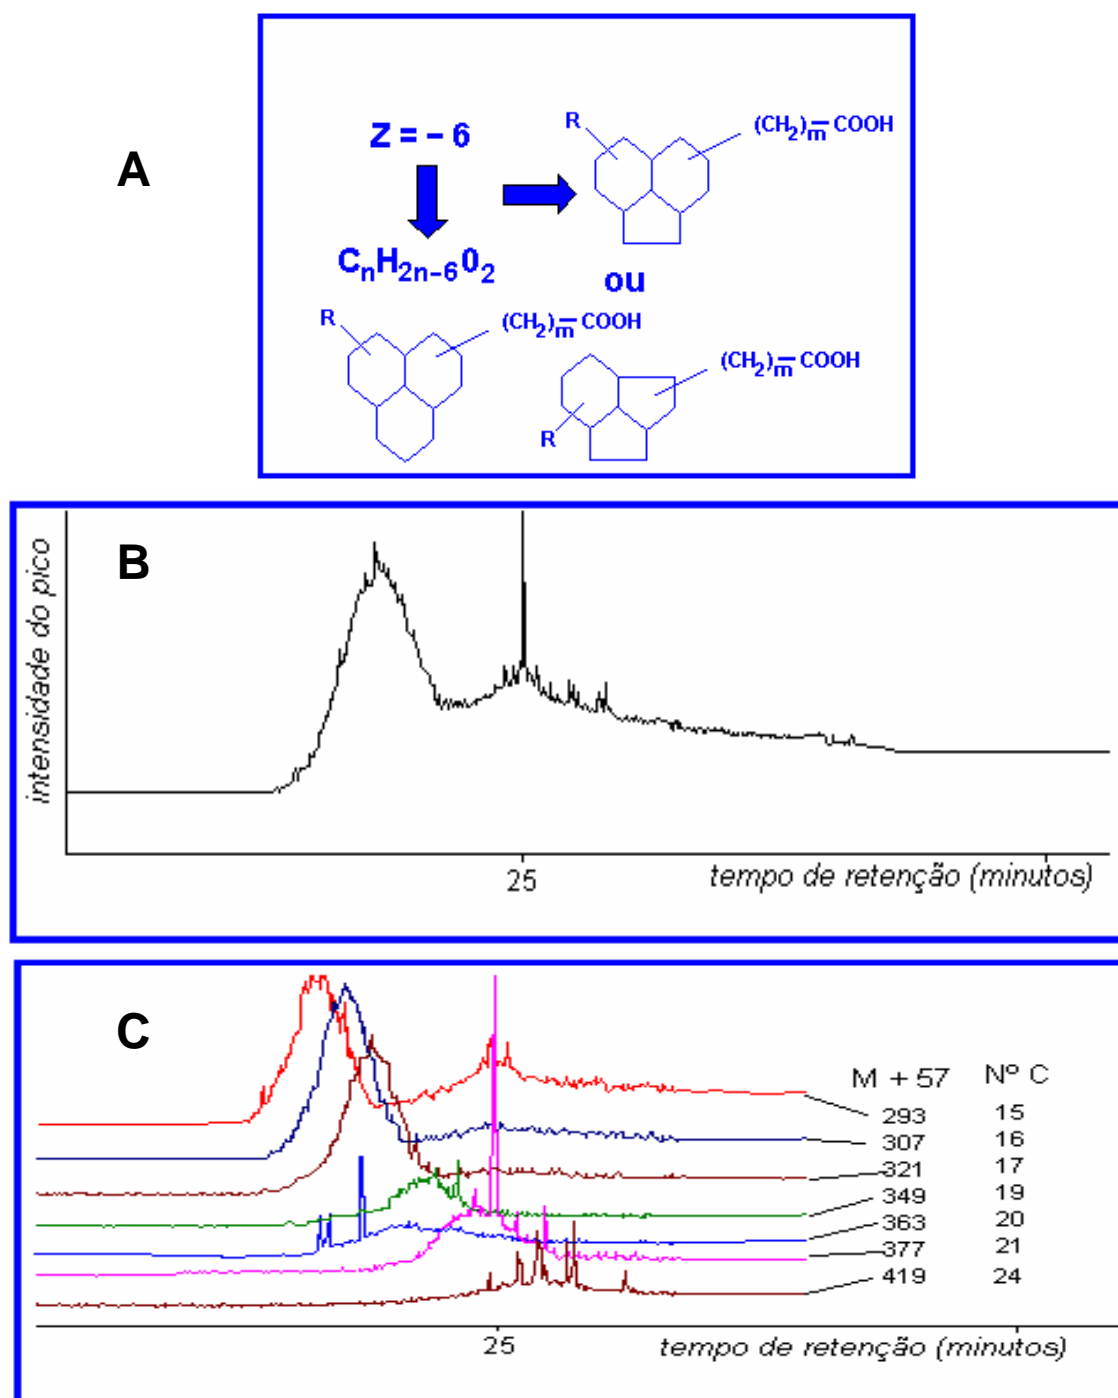 A
Z = – 6
R
(CH₂)m—COOH
CnH2n–6O2
ou
R
(CH₂)m—COOH
R
(CH₂)m—COOH
B
intensidade do pico
25
tempo de retenção (minutos)
C
M + 57 Nº C
293 15
307 16
321 17
349 19
363 20
377 21
419 24
25
tempo de retenção (minutos)